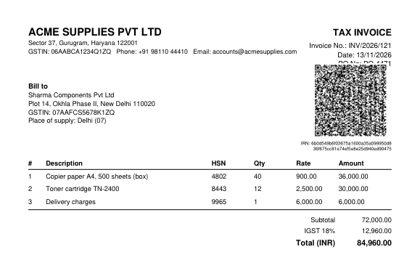 ACME SUPPLIES PVT LTD
TAX INVOICE
Sector 37, Gurugram, Haryana 122001
GSTIN: 06AABCA1234Q1ZQ Phone: +91 98110 44410 Email: accounts@acmesupplies.com
Invoice No.: INV/2026/121
Date: 13/11/2026
Bill to
Sharma Components Pvt Ltd
Plot 14, Okhla Phase II, New Delhi 110020
GSTIN: 07AAFCS5678K1ZQ
Place of supply: Delhi (07)
IRN:
# Description HSN Qty Rate Amount
1 Copier paper A4, 500 sheets (box) 4802 40 900.00 36,000.00
2 Toner cartridge TN-2400 8443 12 2,500.00 30,000.00
3 Delivery charges 9965 1 6,000.00 6,000.00
Subtotal 72,000.00
IGST 18% 12,960.00
Total (INR) 84,960.00